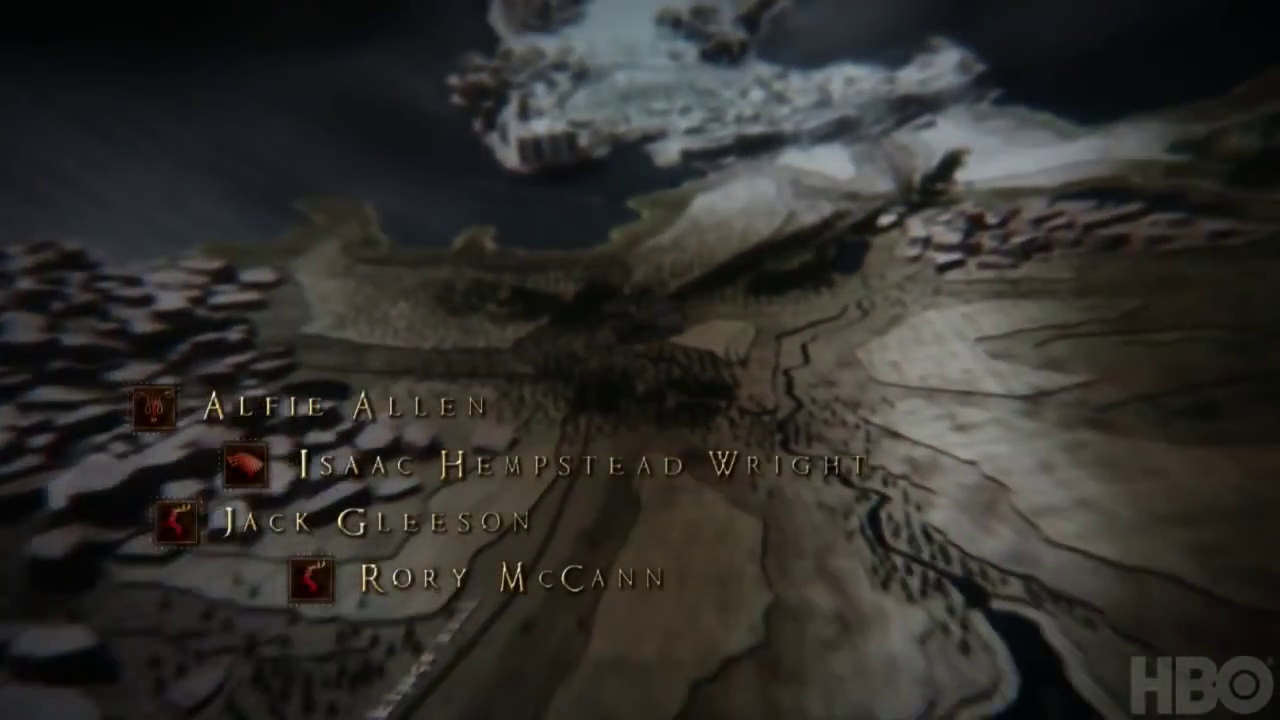 ALFIE ALLEN
ISAAC HEMPSTEAD WRIGHT
JACK GLEESON
RORY MCCANN
HBO